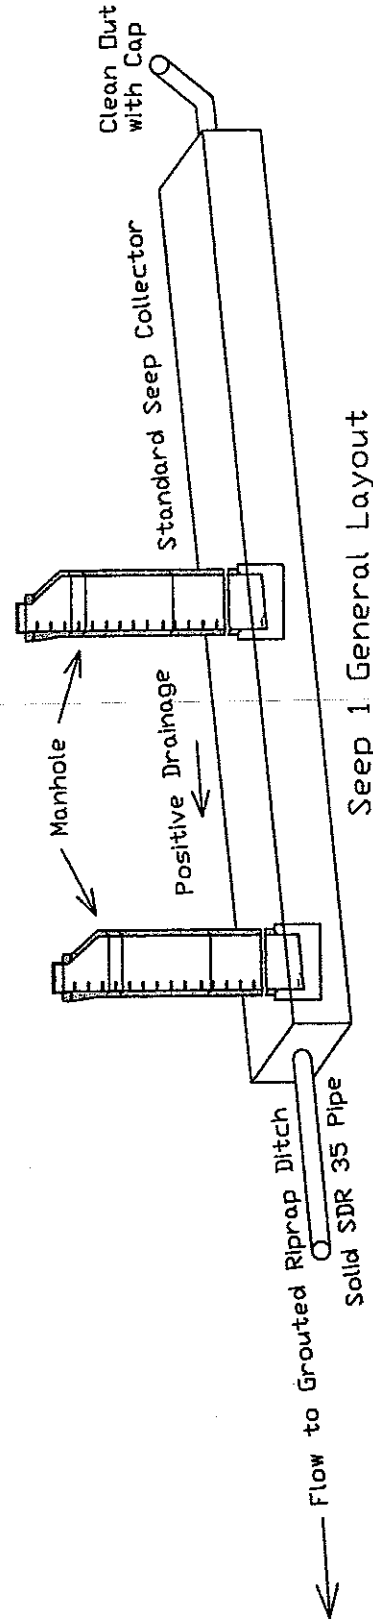 Clean Out
with Cap
Standard Seep Collector
Manhole
Positive Drainage
Flow to Grouted Riprap Ditch
Solid SDR 35 Pipe
Seep 1 General Layout